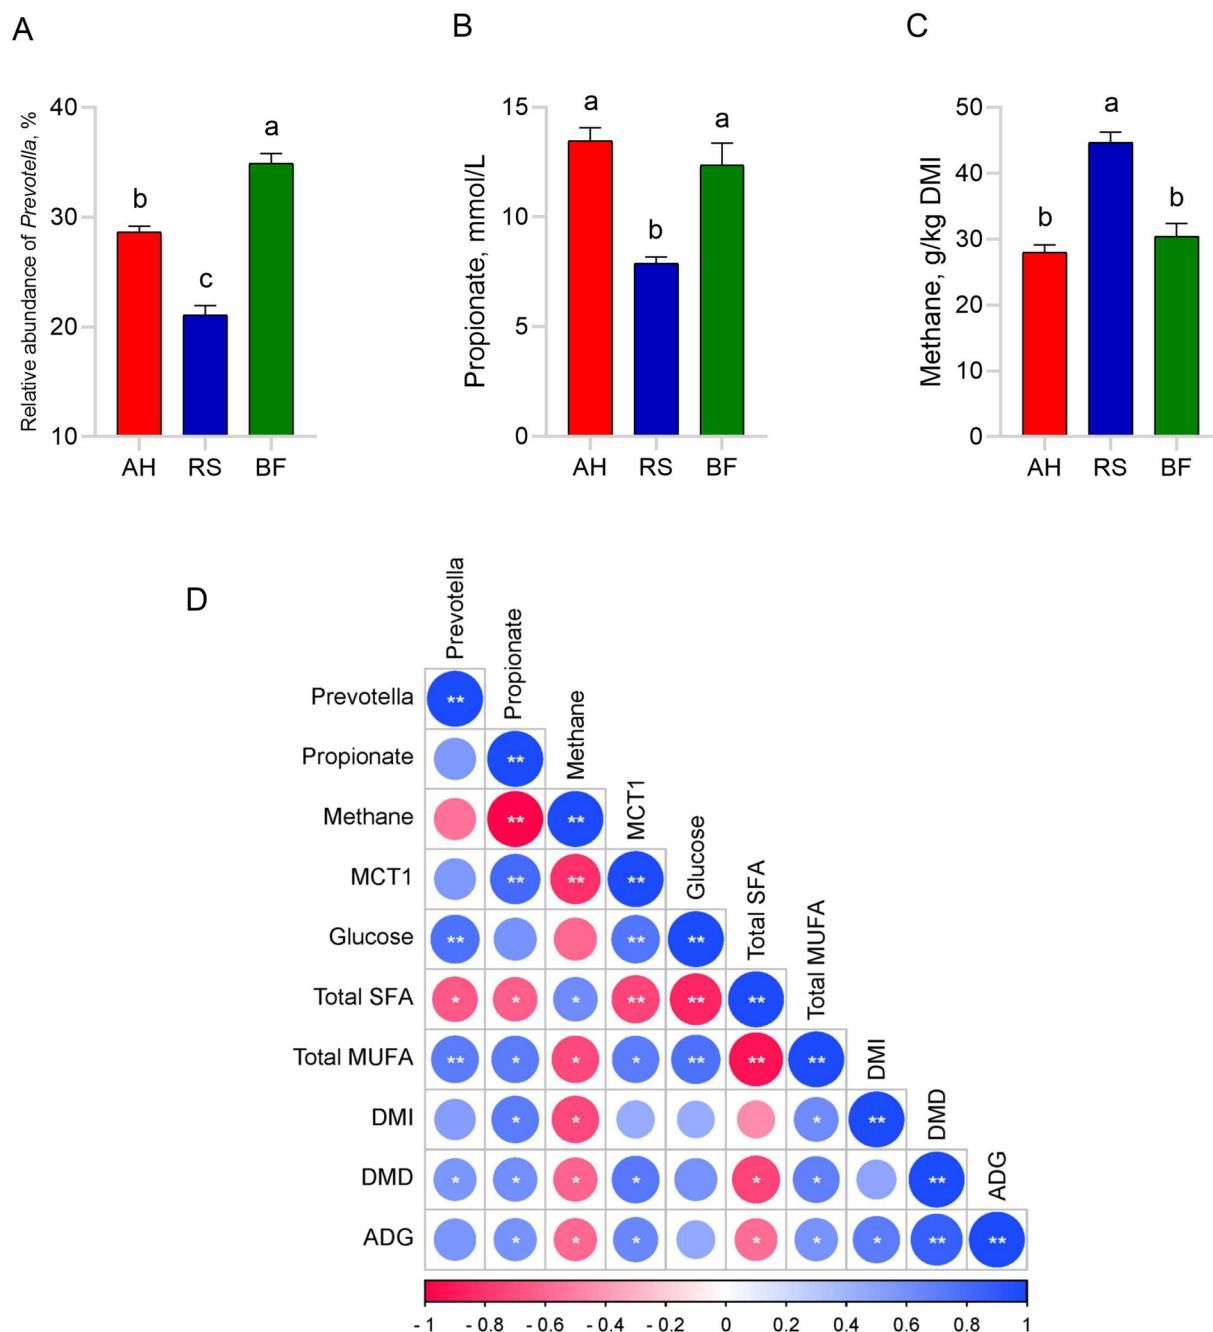 A
B
C
Relative abundance of Prevotella, %
40
30
20
10
b
c
a
AH
RS
BF
Propionate, mmol/L
15
10
5
0
a
b
a
AH
RS
BF
Methane, g/kg DMI
50
40
30
20
10
0
b
a
b
AH
RS
BF
D
Prevotella
Propionate
Methane
MCT1
Glucose
Total SFA
Total MUFA
DMI
DMD
ADG
Prevotella **
Propionate **
Methane ** **
MCT1 ** ** **
Glucose ** ** **
Total SFA * * * ** ** **
Total MUFA ** * * * ** ** **
DMI * * * **
DMD * * * * * * **
ADG * * * * * * ** **
- 1 - 0.8 - 0.6 - 0.4 - 0.2 0 0.2 0.4 0.6 0.8 1